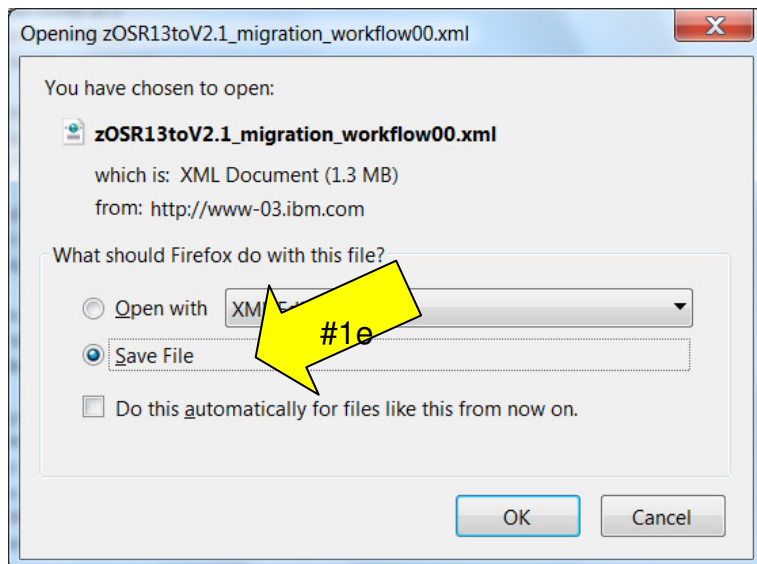 Opening zOSR13toV2.1_migration_workflow00.xml
X
You have chosen to open:
zOSR13toV2.1_migration_workflow00.xml
which is: XML Document (1.3 MB)
from: http://www-03.ibm.com
What should Firefox do with this file?
Open with
#1e
Save File
Do this automatically for files like this from now on.
OK Cancel